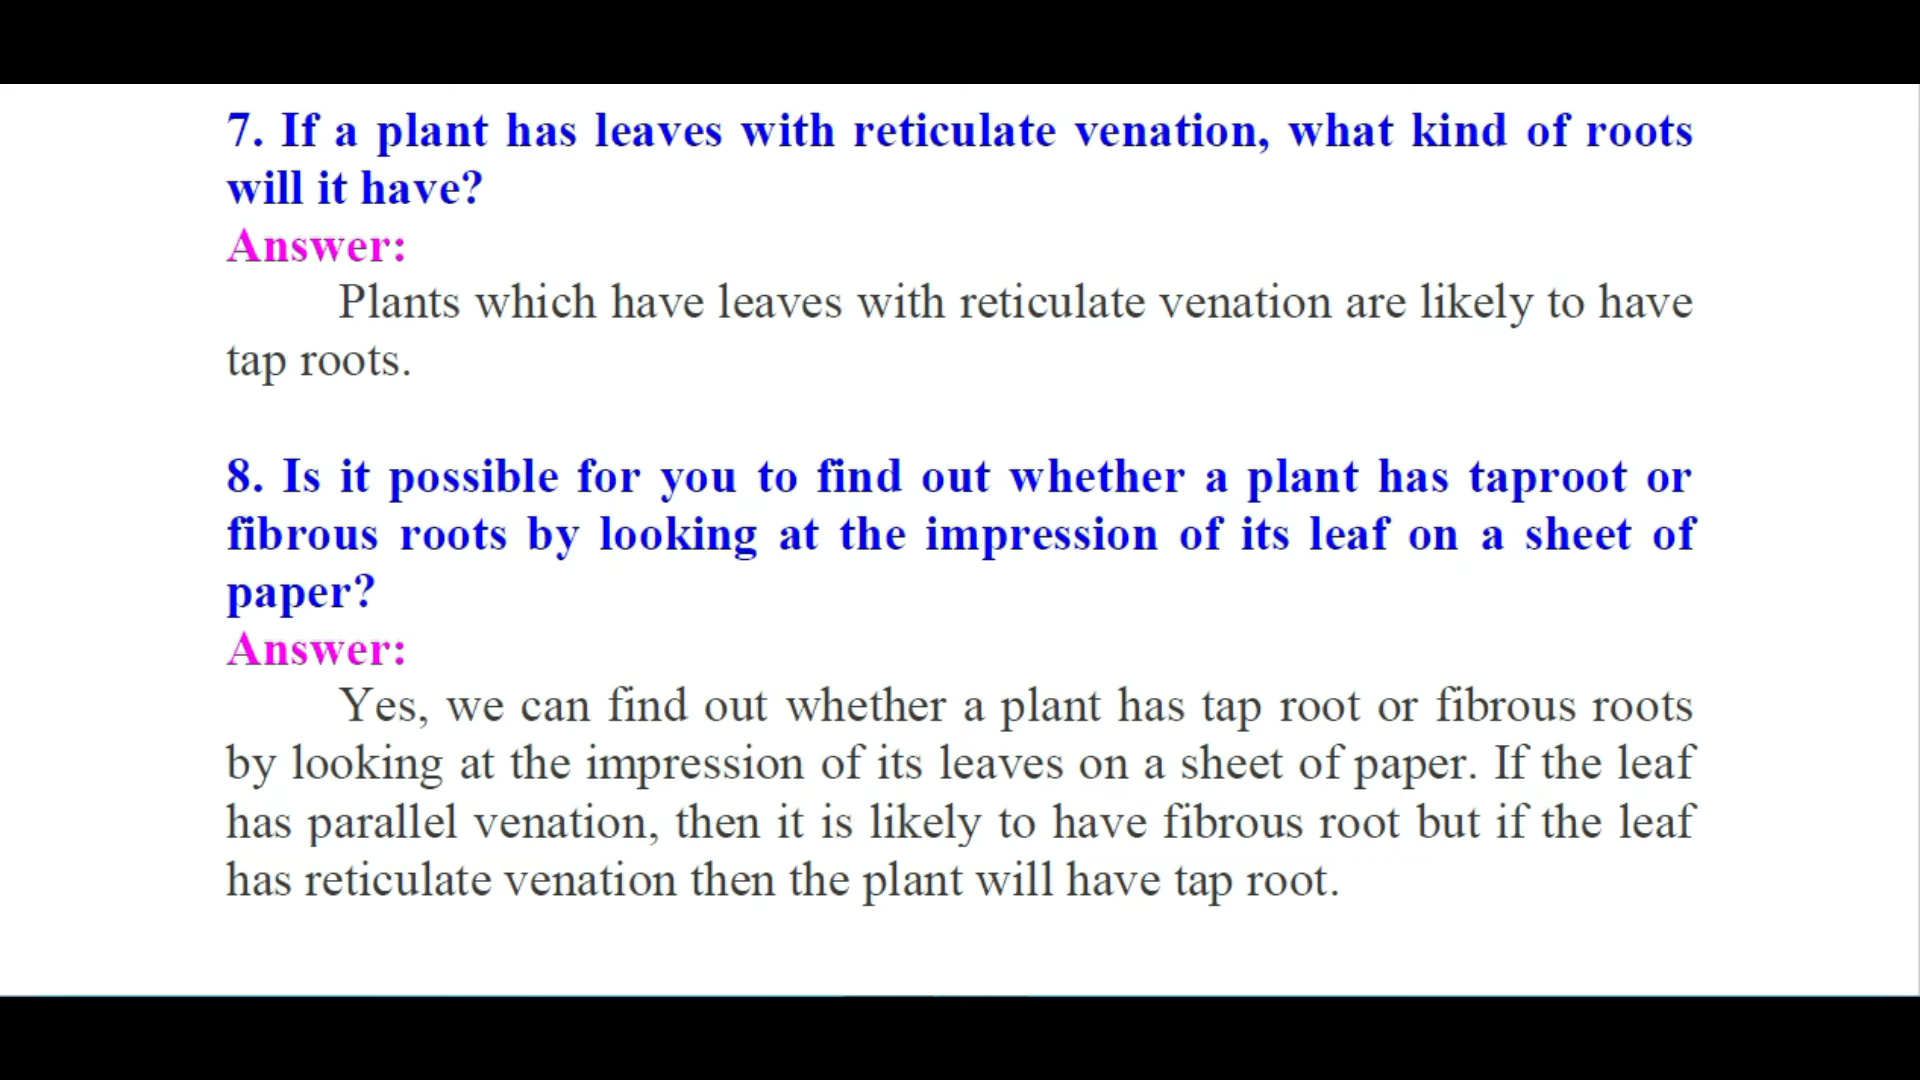 7. If a plant has leaves with reticulate venation, what kind of roots
will it have?
Answer:
Plants which have leaves with reticulate venation are likely to have
tap roots.
8. Is it possible for you to find out whether a plant has taproot or
fibrous roots by looking at the impression of its leaf on a sheet of
paper?
Answer:
Yes, we can find out whether a plant has tap root or fibrous roots
by looking at the impression of its leaves on a sheet of paper. If the leaf
has parallel venation, then it is likely to have fibrous root but if the leaf
has reticulate venation then the plant will have tap root.